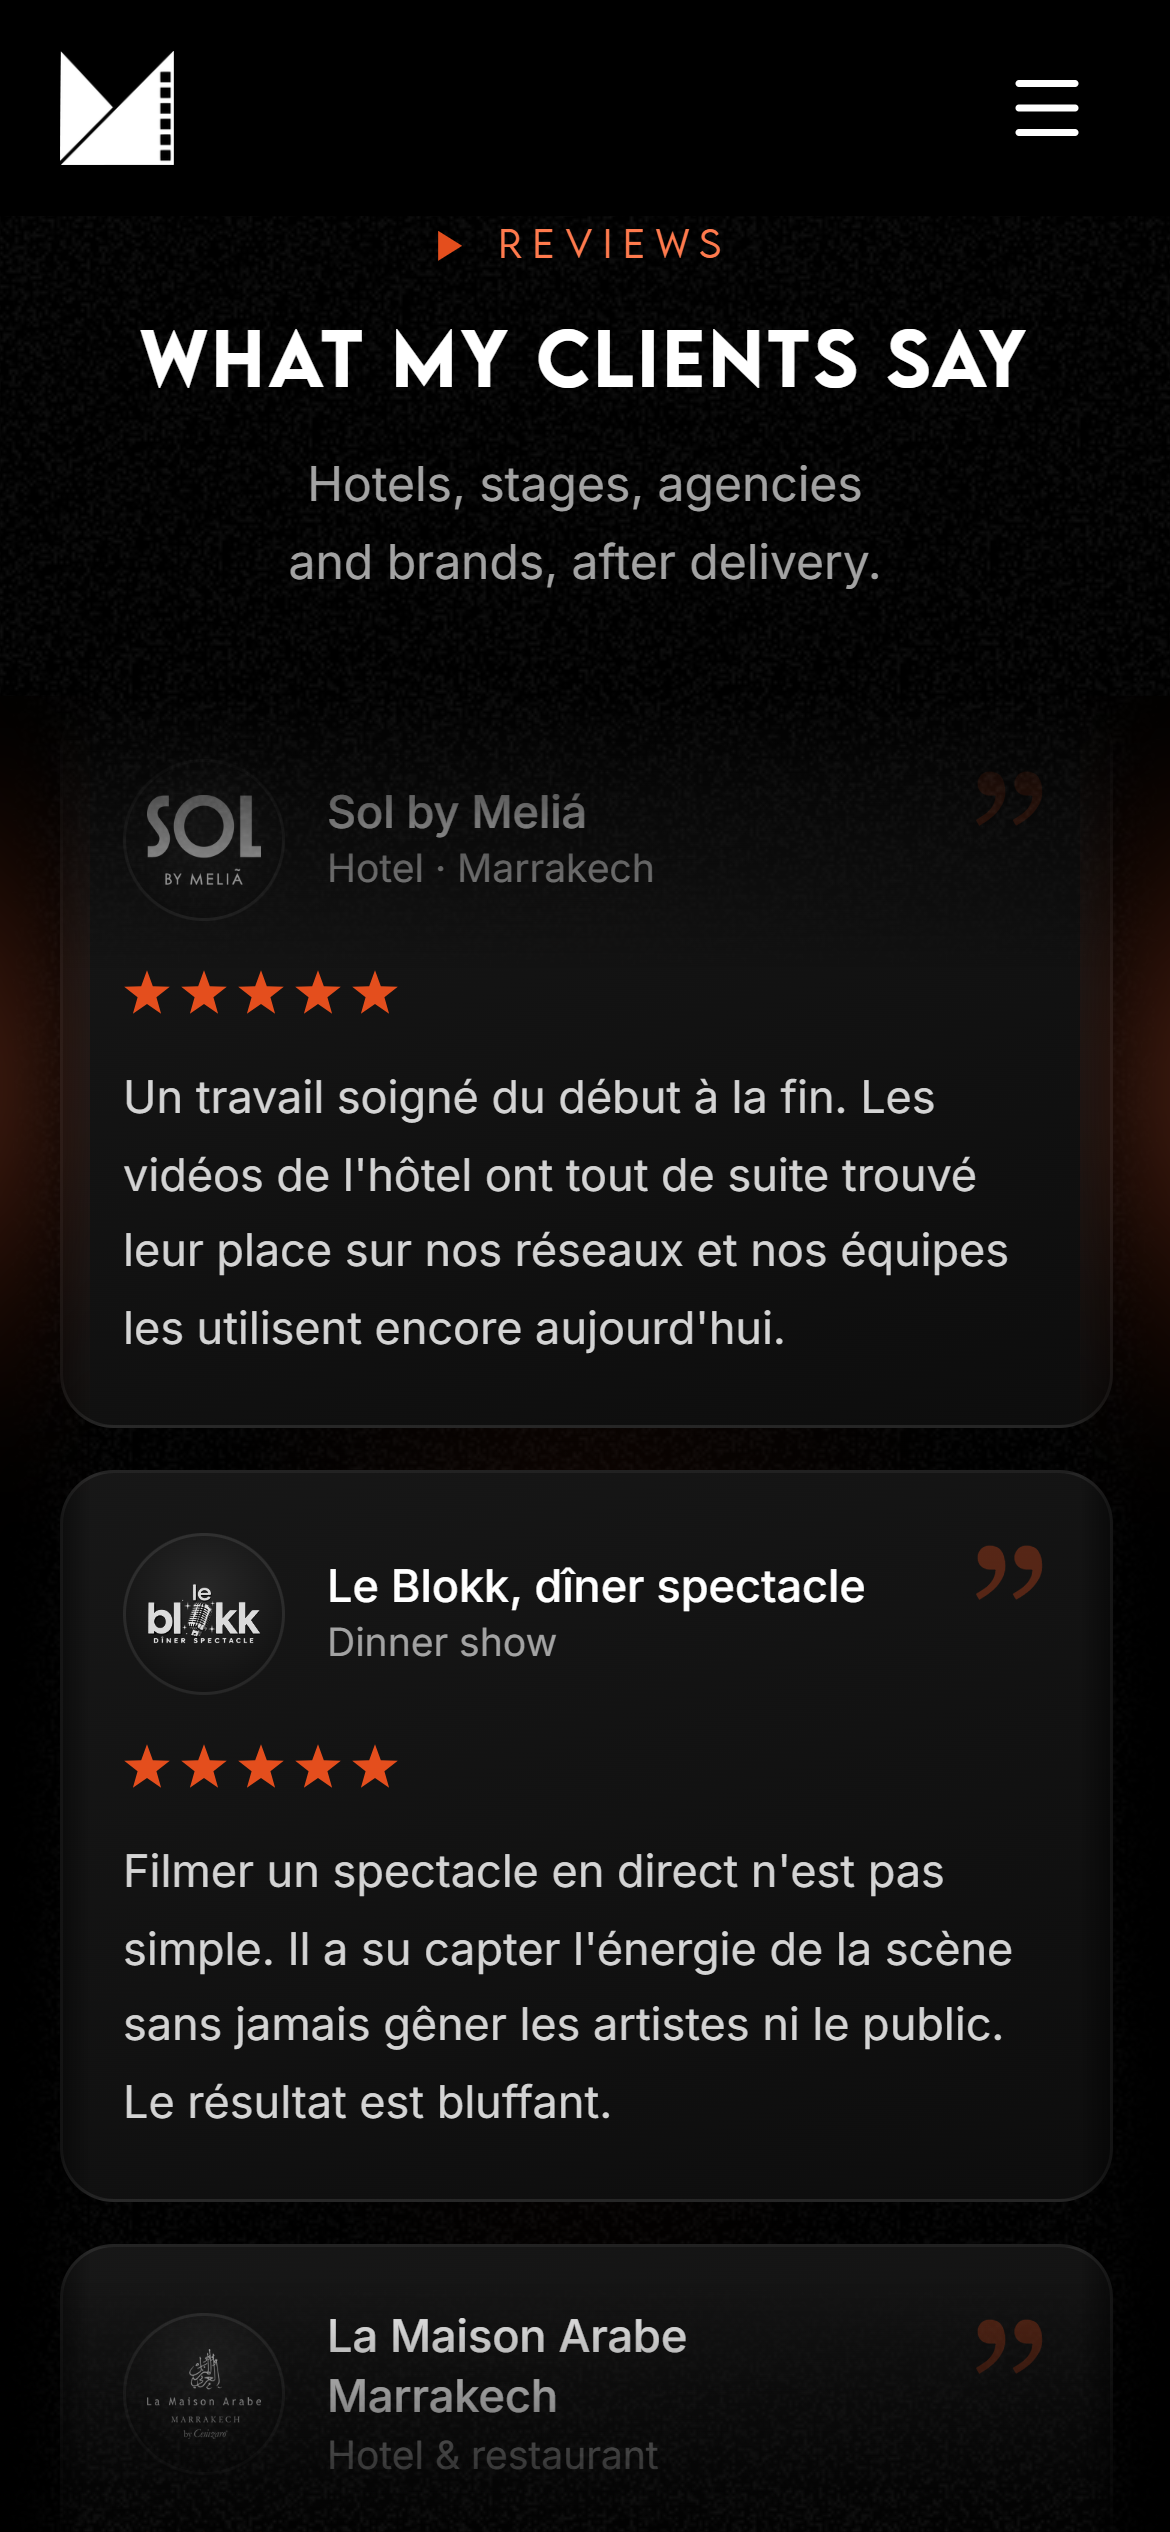 REVIEWS
WHAT MY CLIENTS SAY
Hotels, stages, agencies
and brands, after delivery.
SOL
BY MELIÃ
Sol by Meliá
Hotel · Marrakech
Un travail soigné du début à la fin. Les
vidéos de l'hôtel ont tout de suite trouvé
leur place sur nos réseaux et nos équipes
les utilisent encore aujourd'hui.
le
blokk
DÎNER SPECTACLE
Le Blokk, dîner spectacle
Dinner show
Filmer un spectacle en direct n'est pas
simple. Il a su capter l'énergie de la scène
sans jamais gêner les artistes ni le public.
Le résultat est bluffant.
La Maison Arabe
MARRAKECH
by Cenizaro
La Maison Arabe
Marrakech
Hotel & restaurant